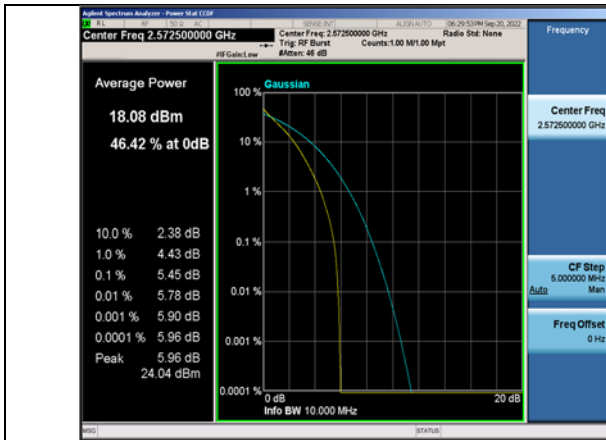 Agilent Spectrum Analyzer - Power Stat CCDF
RL RF 50 Ω AC SENSE:INT ALIGN AUTO 06:29:53 PM Sep 20, 2022
Center Freq 2.572500000 GHz
Center Freq: 2.572500000 GHz Radio Std: None
Trig: RF Burst Counts:1.00 M/1.00 Mpt
#IFGain:Low #Atten: 46 dB
Frequency
Average Power
18.08 dBm
46.42 % at 0dB
10.0 % 2.38 dB
1.0 % 4.43 dB
0.1 % 5.45 dB
0.01 % 5.78 dB
0.001 % 5.90 dB
0.0001 % 5.96 dB
Peak 5.96 dB
24.04 dBm
Gaussian
100 %
10 %
1 %
0.1 %
0.01 %
0.001 %
0.0001 %
0 dB 20 dB
Info BW 10.000 MHz
Center Freq
2.572500000 GHz
CF Step
5.000000 MHz
Auto Man
Freq Offset
0 Hz
MSG STATUS